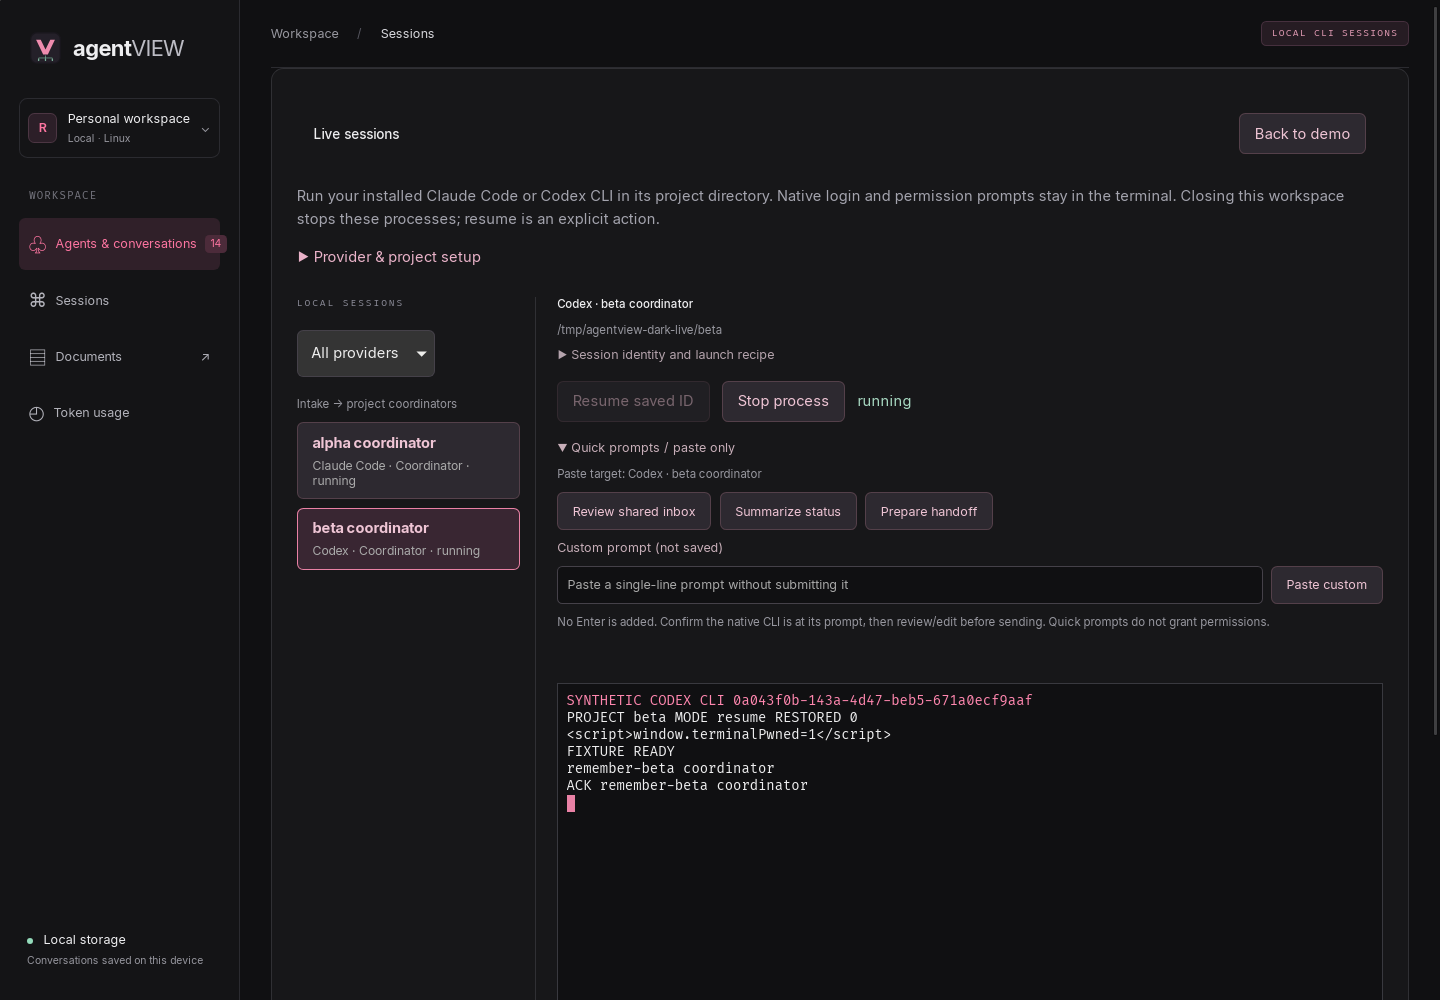 agentVIEW
R
Personal workspace
Local · Linux
WORKSPACE
Agents & conversations 14
Sessions
Documents
Token usage
Local storage
Conversations saved on this device
Workspace / Sessions
LOCAL CLI SESSIONS
Live sessions
Back to demo
Run your installed Claude Code or Codex CLI in its project directory. Native login and permission prompts stay in the terminal. Closing this workspace
stops these processes; resume is an explicit action.
Provider & project setup
LOCAL SESSIONS
All providers
Intake → project coordinators
alpha coordinator
Claude Code · Coordinator ·
running
beta coordinator
Codex · Coordinator · running
Codex · beta coordinator
/tmp/agentview-dark-live/beta
Session identity and launch recipe
Resume saved ID
Stop process
running
Quick prompts / paste only
Paste target: Codex · beta coordinator
Review shared inbox
Summarize status
Prepare handoff
Custom prompt (not saved)
Paste a single-line prompt without submitting it
Paste custom
No Enter is added. Confirm the native CLI is at its prompt, then review/edit before sending. Quick prompts do not grant permissions.
SYNTHETIC CODEX CLI 0a043f0b-143a-4d47-beb5-671a0ecf9aaf
PROJECT beta MODE resume RESTORED 0
<script>window.terminalPwned=1</script>
FIXTURE READY
remember-beta coordinator
ACK remember-beta coordinator